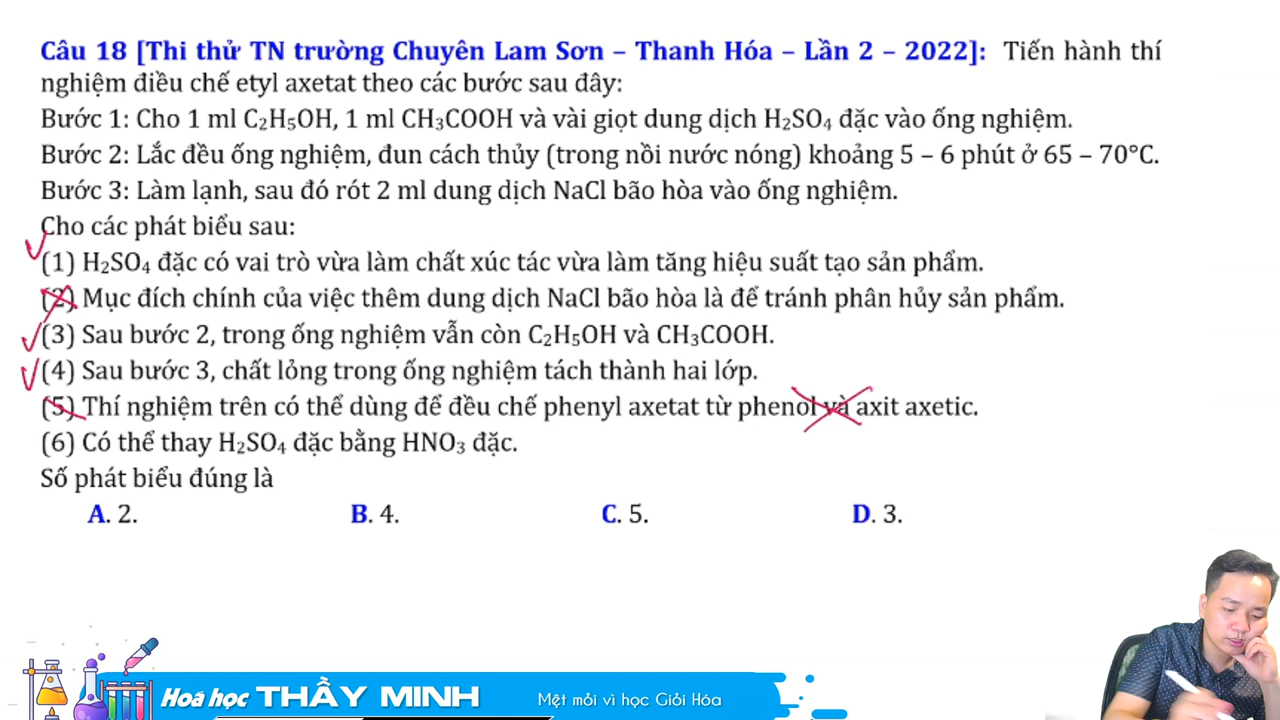 Câu 18 [Thi thử TN trường Chuyên Lam Sơn – Thanh Hóa – Lần 2 – 2022]: Tiến hành thí
nghiệm điều chế etyl axetat theo các bước sau đây:
Bước 1: Cho 1 ml C₂H₅OH, 1 ml CH₃COOH và vài giọt dung dịch H₂SO₄ đặc vào ống nghiệm.
Bước 2: Lắc đều ống nghiệm, đun cách thủy (trong nồi nước nóng) khoảng 5 – 6 phút ở 65 – 70°C.
Bước 3: Làm lạnh, sau đó rót 2 ml dung dịch NaCl bão hòa vào ống nghiệm.
Cho các phát biểu sau:
(1) H₂SO₄ đặc có vai trò vừa làm chất xúc tác vừa làm tăng hiệu suất tạo sản phẩm.
(2) Mục đích chính của việc thêm dung dịch NaCl bão hòa là để tránh phân hủy sản phẩm.
(3) Sau bước 2, trong ống nghiệm vẫn còn C₂H₅OH và CH₃COOH.
(4) Sau bước 3, chất lỏng trong ống nghiệm tách thành hai lớp.
(5) Thí nghiệm trên có thể dùng để đều chế phenyl axetat từ phenol và axit axetic.
(6) Có thể thay H₂SO₄ đặc bằng HNO₃ đặc.
Số phát biểu đúng là
A. 2. B. 4. C. 5. D. 3.
Hoá học THẦY MINH Mệt mỏi vì học Giỏi Hóa